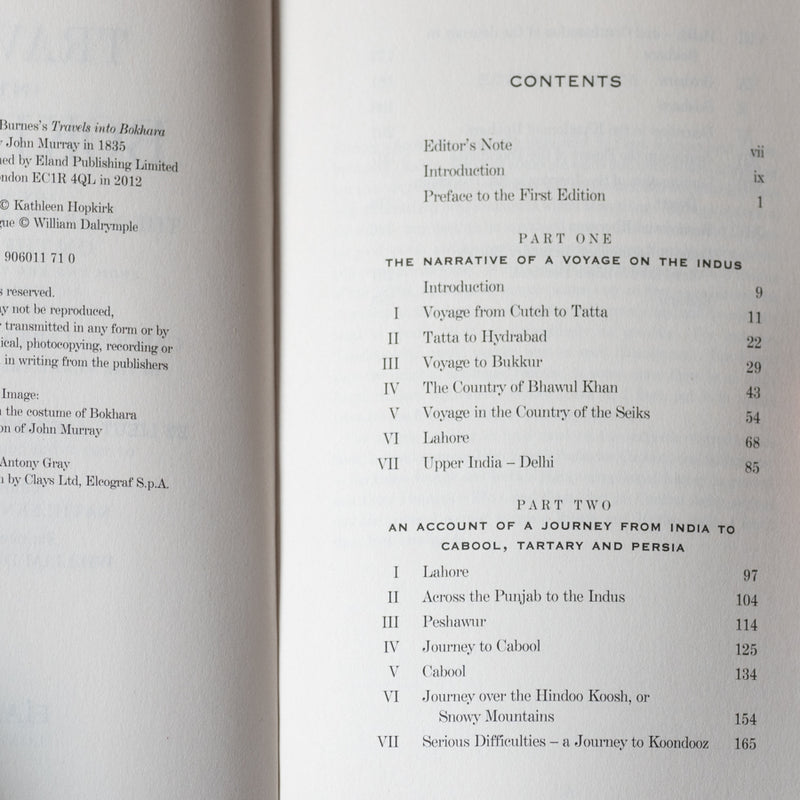 Burnes's Travels into Bokhara
John Murray in 1835
by Eland Publishing Limited
EC1R 4QL in 2012
© Kathleen Hopkirk
© William Dalrymple
906011 71 0
reserved.
not be reproduced,
transmitted in any form or by
photocopying, recording or
in writing from the publishers
Image:
the costume of Bokhara
of John Murray
Antony Gray
by Clays Ltd, Elcograf S.p.A.
CONTENTS
Editor's Note vii
Introduction ix
Preface to the First Edition 1
PART ONE
THE NARRATIVE OF A VOYAGE ON THE INDUS
Introduction 9
I Voyage from Cutch to Tatta 11
II Tatta to Hydrabad 22
III Voyage to Bukkur 29
IV The Country of Bhawul Khan 43
V Voyage in the Country of the Seiks 54
VI Lahore 68
VII Upper India – Delhi 85
PART TWO
AN ACCOUNT OF A JOURNEY FROM INDIA TO
CABOOL, TARTARY AND PERSIA
I Lahore 97
II Across the Punjab to the Indus 104
III Peshawur 114
IV Journey to Cabool 125
V Cabool 134
VI Journey over the Hindoo Koosh, or
Snowy Mountains 154
VII Serious Difficulties – a Journey to Koondooz 165